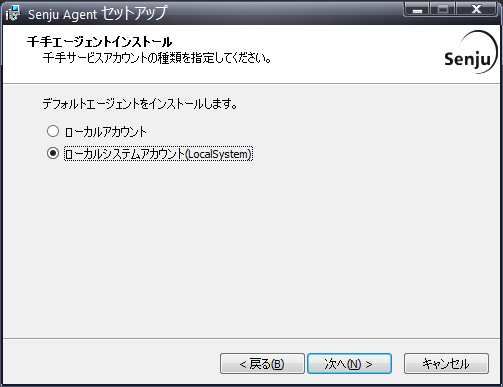 Senju Agent セットアップ
千手エージェントインストール
千手サービスアカウントの種類を指定してください。
Senju
デフォルトエージェントをインストールします。
ローカルアカウント
ローカルシステムアカウント(LocalSystem)
< 戻る(B)
次へ(N) >
キャンセル